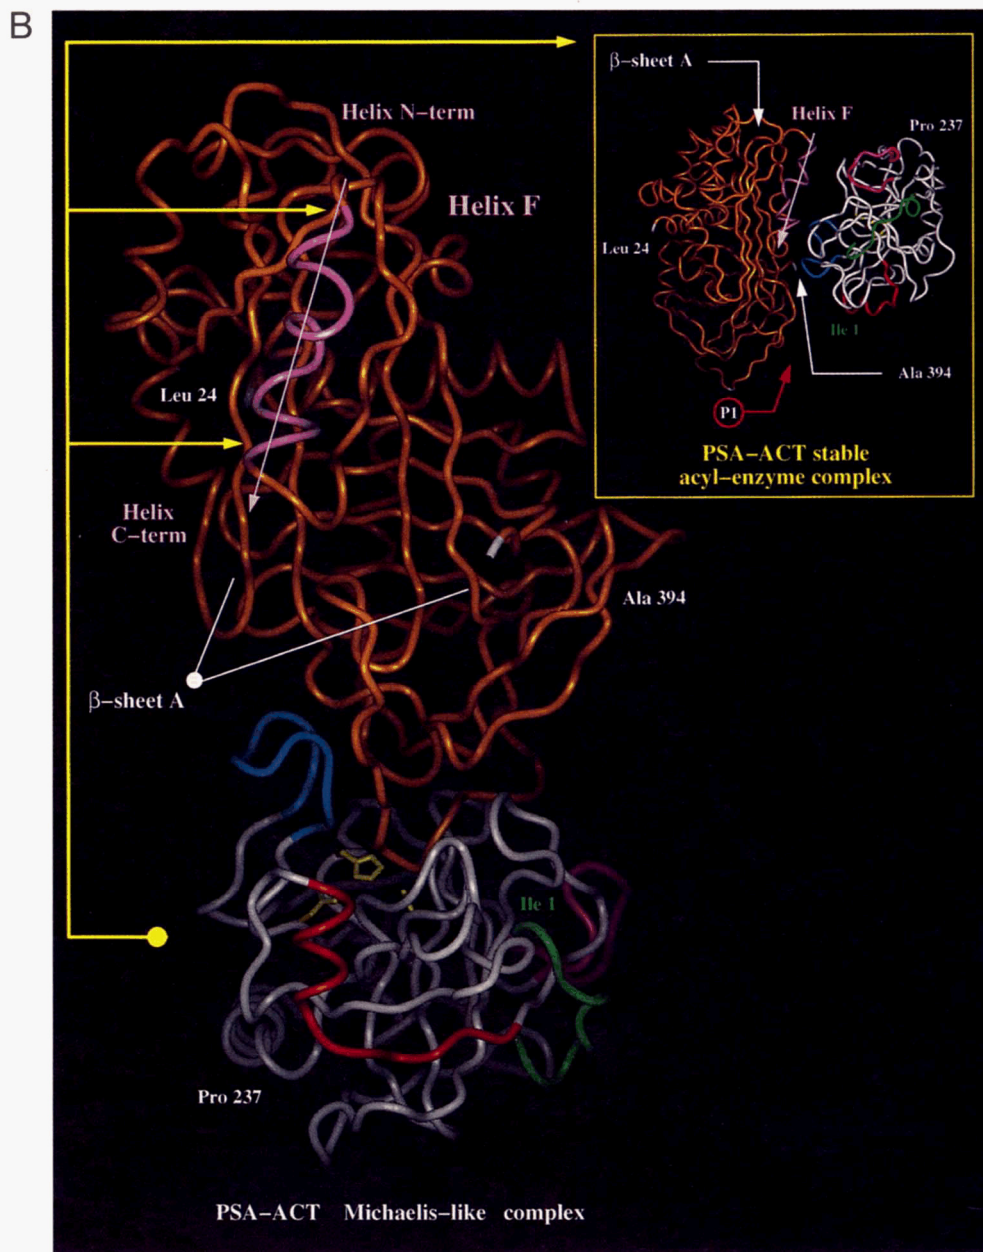 B
β-sheet A
Helix N-term
Helix F
Pro 237
Helix F
Leu 24
Ile 1
Leu 24
Ala 394
P1
PSA-ACT stable
acyl-enzyme complex
Helix
C-term
Ala 394
β-sheet A
Ile 1
Pro 237
PSA-ACT Michaelis-like complex